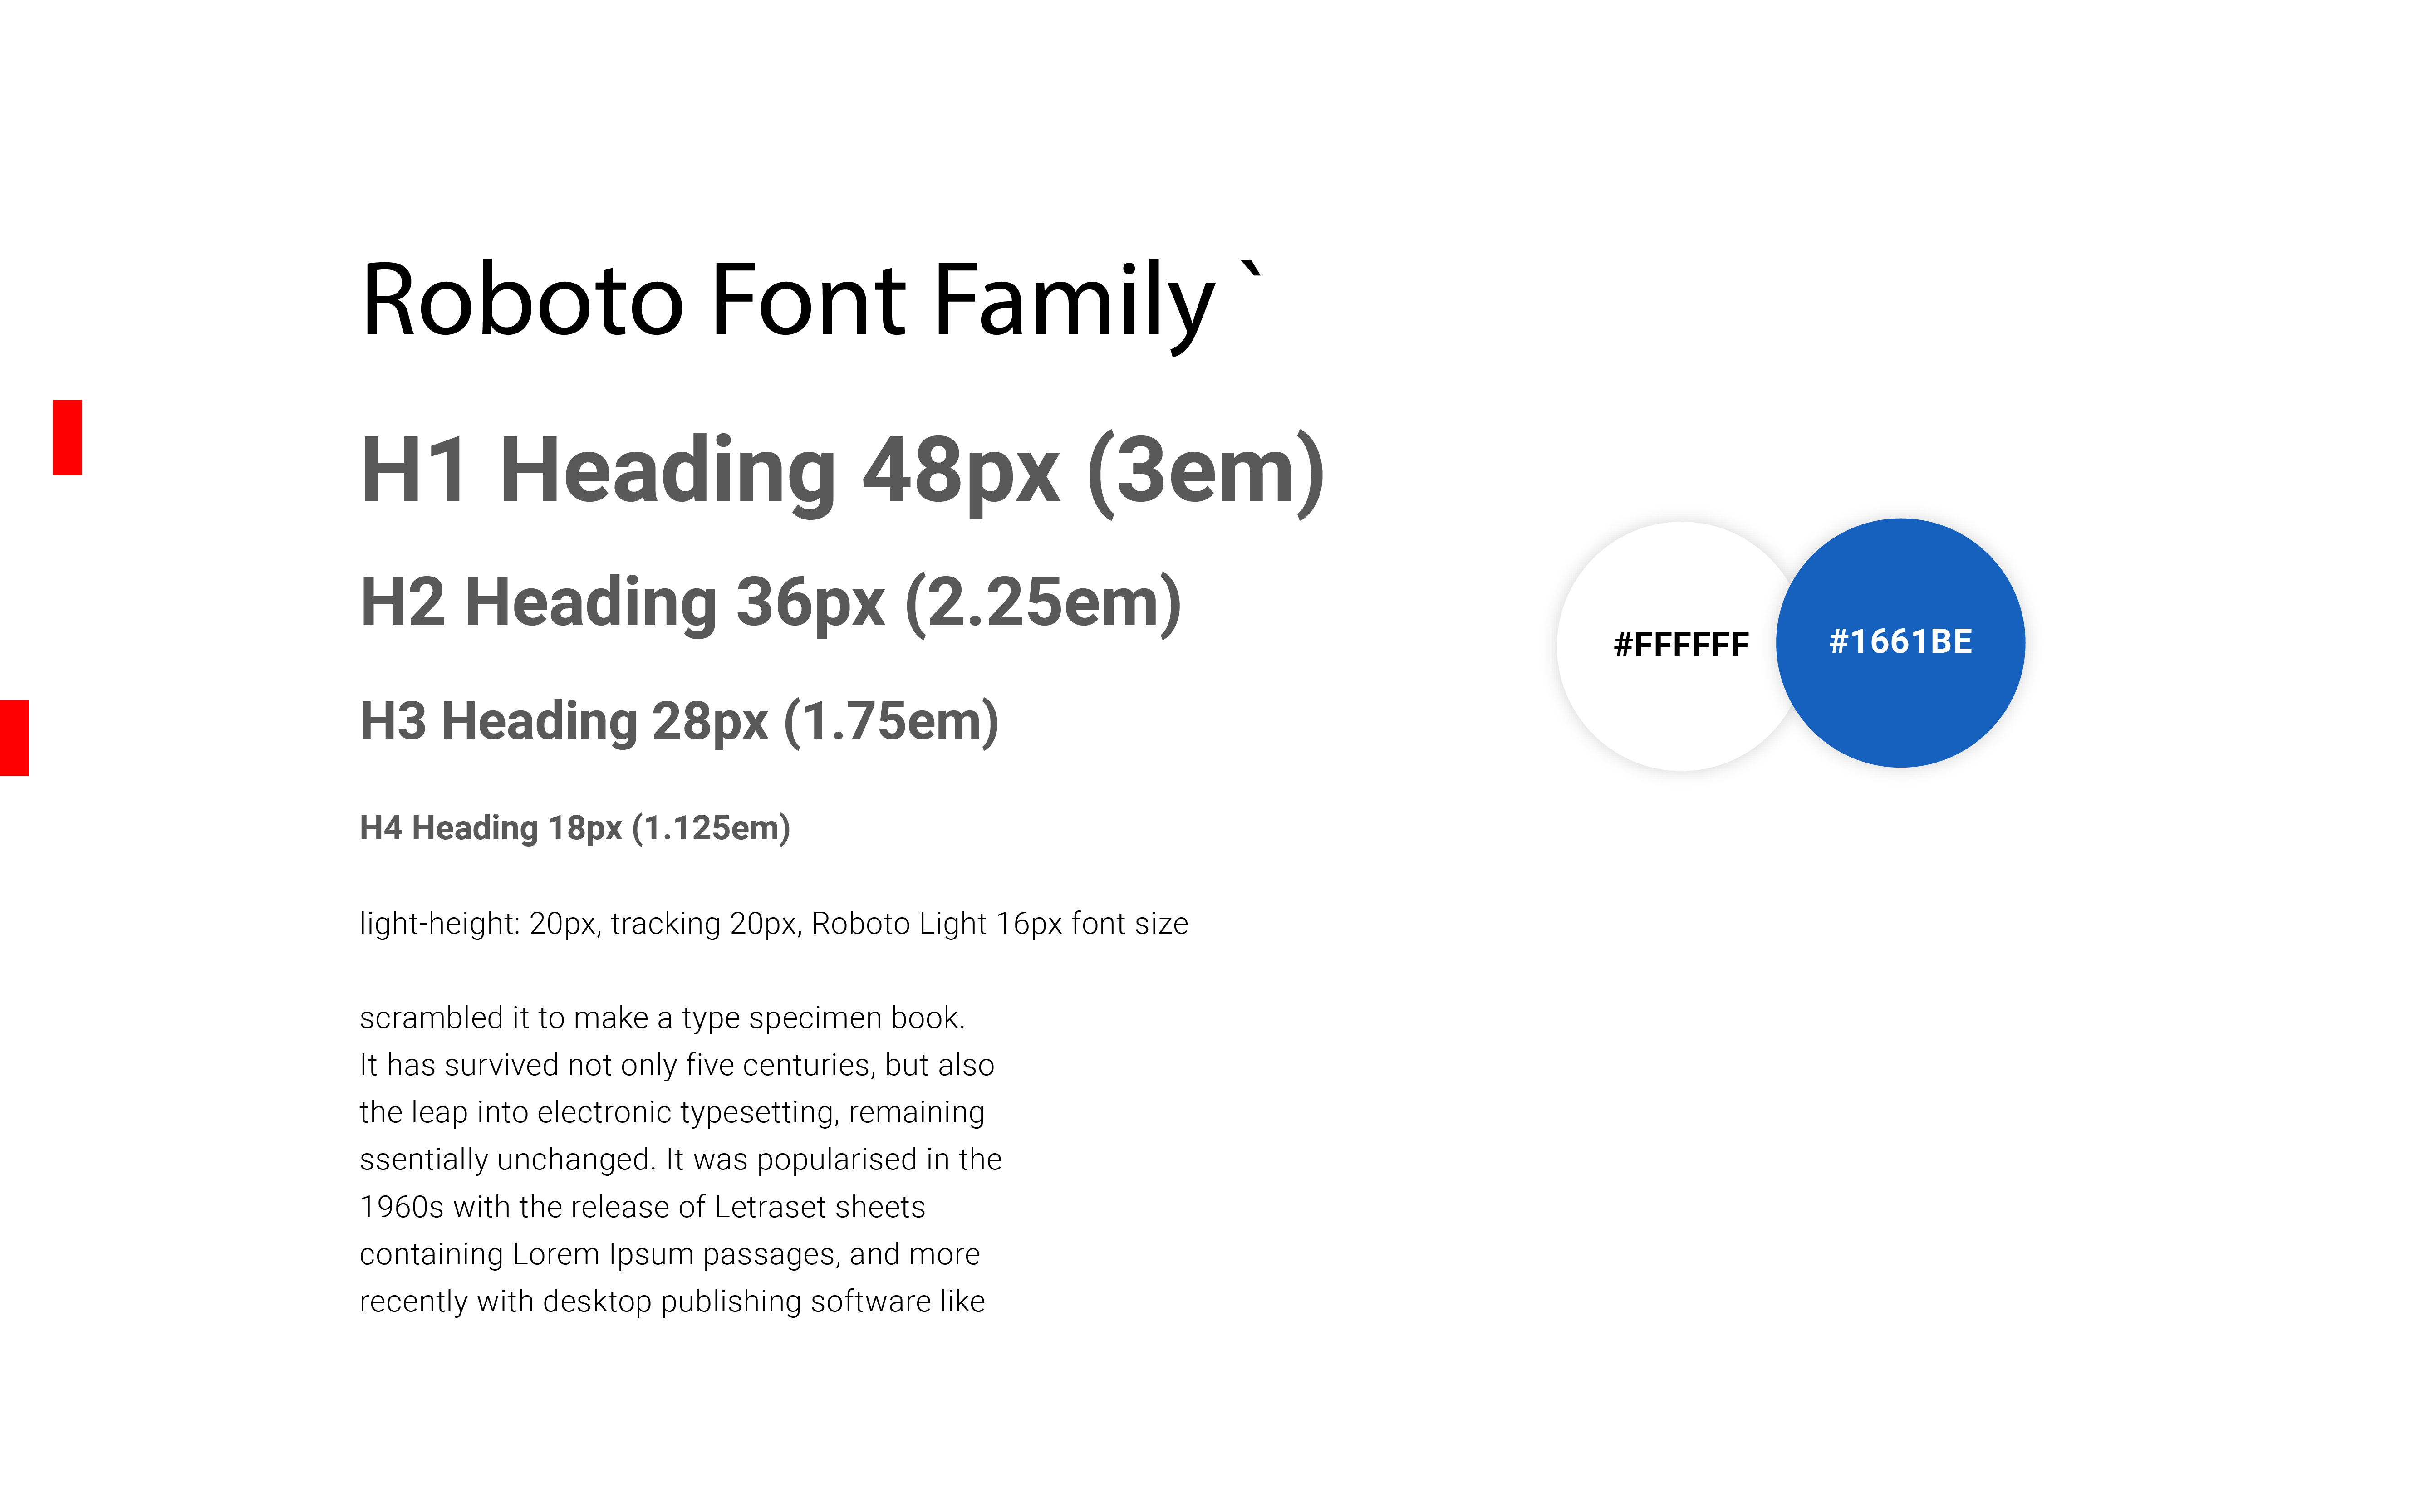 Roboto Font Family `
H1 Heading 48px (3em)
H2 Heading 36px (2.25em)
#FFFFFF
#1661BE
H3 Heading 28px (1.75em)
H4 Heading 18px (1.125em)
light-height: 20px, tracking 20px, Roboto Light 16px font size
scrambled it to make a type specimen book.
It has survived not only five centuries, but also
the leap into electronic typesetting, remaining
ssentially unchanged. It was popularised in the
1960s with the release of Letraset sheets
containing Lorem Ipsum passages, and more
recently with desktop publishing software like